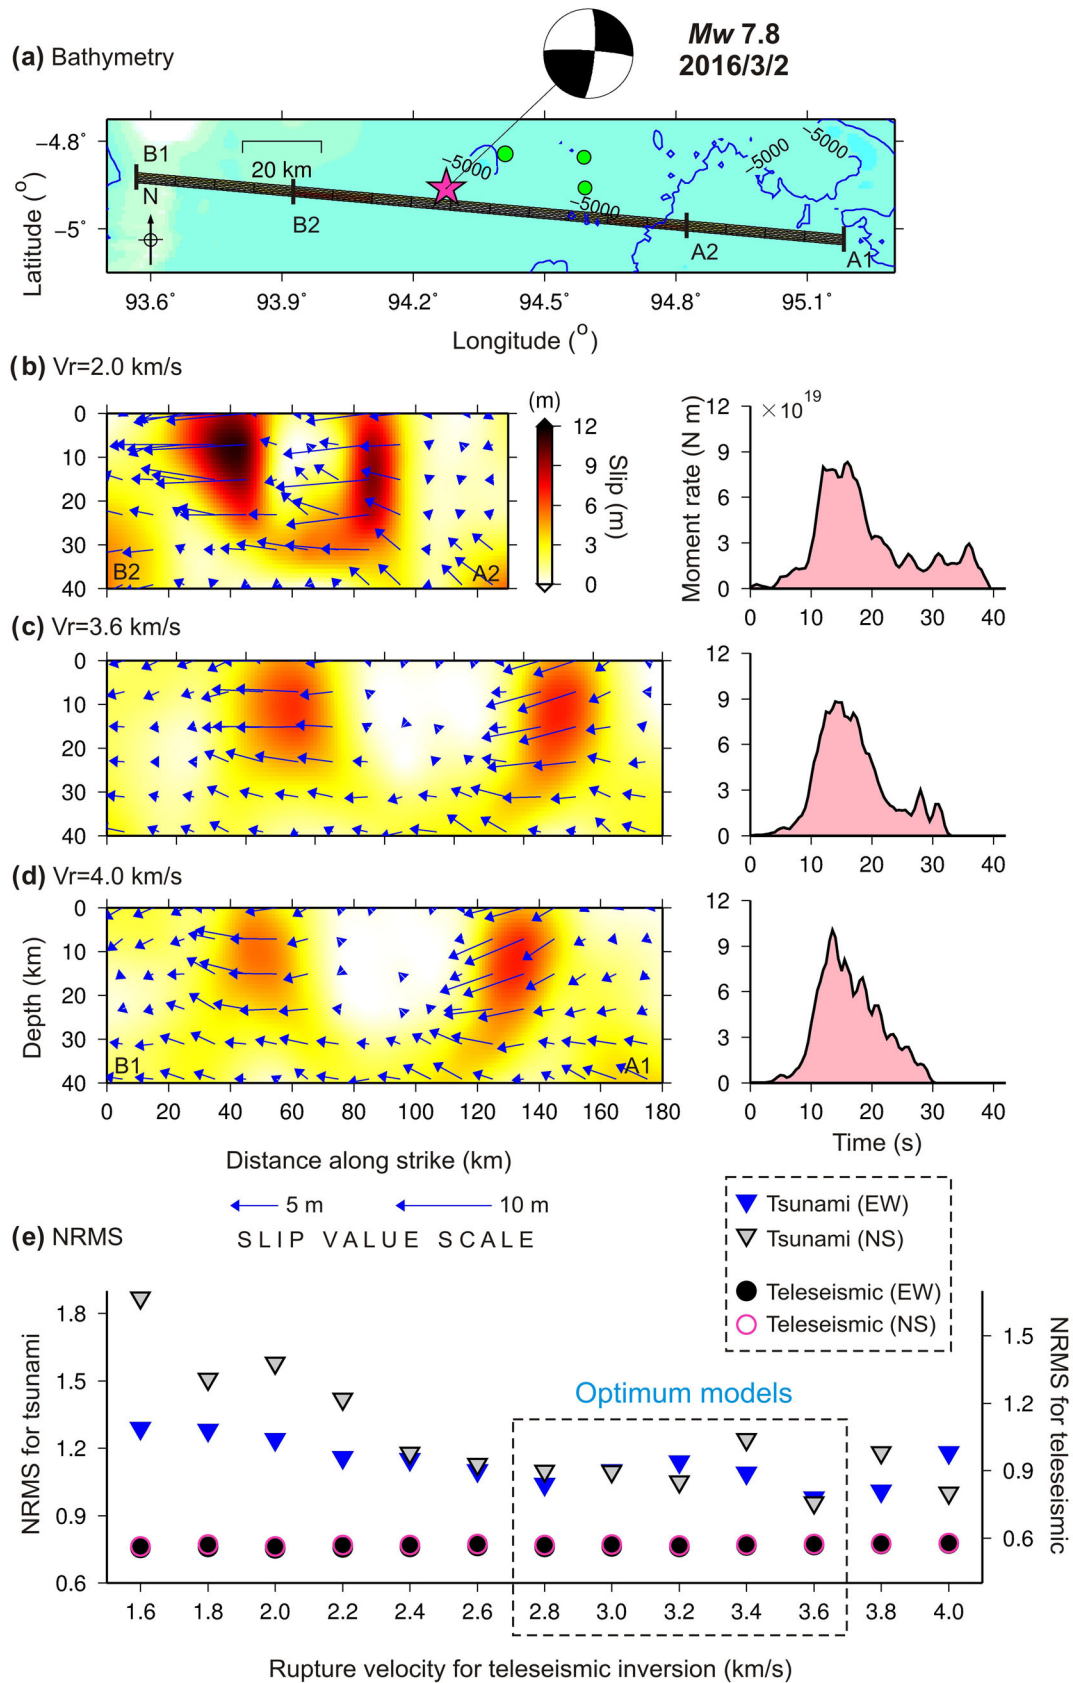 (a) Bathymetry
Mw 7.8
2016/3/2
Latitude (o)
−4.8°
−5°
B1
N
20 km
B2
−5000
−5000
−5000
−5000
A2
A1
93.6° 93.9° 94.2° 94.5° 94.8° 95.1°
Longitude (o)
(b) Vr=2.0 km/s
0
10
20
30
40
B2
A2
(m)
12
9
6
3
0
Slip (m)
Moment rate (N m)
×10 19
12
9
6
3
0
0 10 20 30 40
(c) Vr=3.6 km/s
0
10
20
30
40
12
9
6
3
0
0 10 20 30 40
(d) Vr=4.0 km/s
Depth (km)
0
10
20
30
40
B1
A1
0 20 40 60 80 100 120 140 160 180
Distance along strike (km)
12
9
6
3
0
0 10 20 30 40
Time (s)
5 m
10 m
SLIP VALUE SCALE
Tsunami (EW)
Tsunami (NS)
Teleseismic (EW)
Teleseismic (NS)
(e) NRMS
NRMS for tsunami
1.8
1.5
1.2
0.9
0.6
Optimum models
1.5
1.2
0.9
0.6
NRMS for teleseismic
1.6 1.8 2.0 2.2 2.4 2.6 2.8 3.0 3.2 3.4 3.6 3.8 4.0
Rupture velocity for teleseismic inversion (km/s)